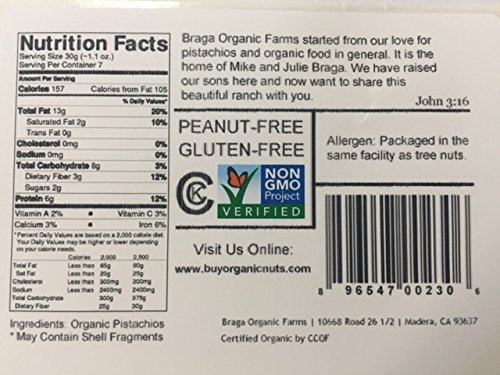 Nutrition Facts
Serving Size 30g (~1.1 oz.)
Serving Per Container 7
Amount Per Serving
Calories 157 Calories from Fat 105
% Daily Values*
Total Fat 13g 20%
Saturated Fat 2g 10%
Trans Fat 0g
Cholesterol 0mg 0%
Sodium 0mg 0%
Total Carbohydrate 8g 3%
Dietary Fiber 3g 12%
Sugars 2g
Protein 6g 12%
Vitamin A 2% • Vitamin C 3%
Calcium 3% • Iron 6%
*Percent Daily Values are based on a 2,000 calorie diet.
Your Daily Values may be higher or lower depending
on your calorie needs.
Calories 2,000 2,500
Total Fat Less than 65g 80g
Sat Fat Less than 20g 25g
Cholesterol Less than 300mg 300mg
Sodium Less than 2400mg 2400mg
Total Carbohydrate 300g 375g
Dietary Fiber 25g 30g
Ingredients: Organic Pistachios
* May Contain Shell Fragments
Braga Organic Farms started from our love for
pistachios and organic food in general. It is the
home of Mike and Julie Braga. We have raised
our sons here and now want to share this
beautiful ranch with you.
John 3:16
PEANUT-FREE
GLUTEN-FREE
CK
NON
GMO
Project
VERIFIED
Allergen: Packaged in the
same facility as tree nuts.
Visit Us Online:
www.buyorganicnuts.com
8 96547 00230 6
Braga Organic Farms | 10668 Road 26 1/2 | Madera, CA 93637
Certified Organic by CCOF